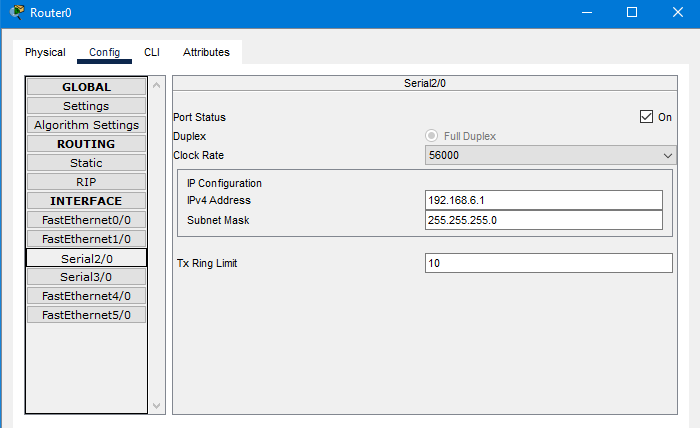 Router0
Physical Config CLI Attributes
GLOBAL
Settings
Algorithm Settings
ROUTING
Static
RIP
INTERFACE
FastEthernet0/0
FastEthernet1/0
Serial2/0
Serial3/0
FastEthernet4/0
FastEthernet5/0
Serial2/0
Port Status On
Duplex Full Duplex
Clock Rate 56000
IP Configuration
IPv4 Address 192.168.6.1
Subnet Mask 255.255.255.0
Tx Ring Limit 10